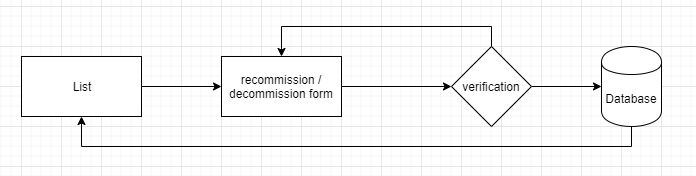 List
recommission /
decommission form
verification
Database